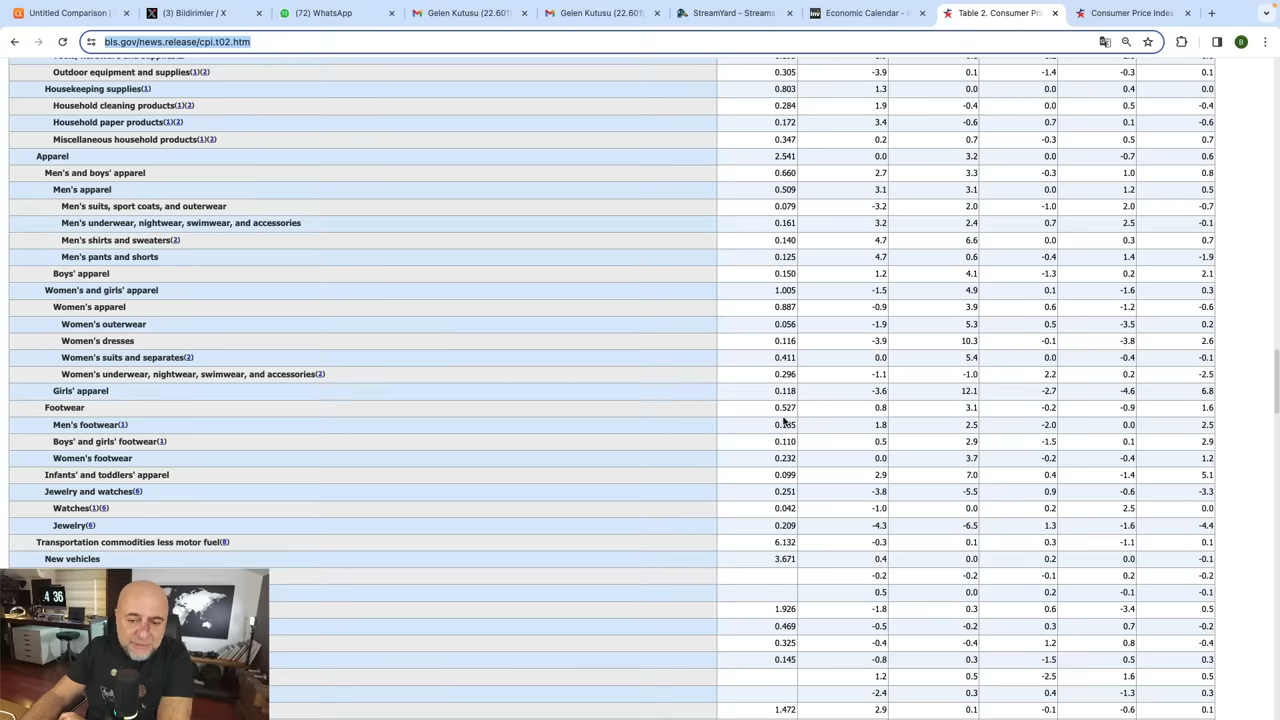 Untitled Comparison |
(3) Bildirimler / X
(72) WhatsApp
Gelen Kutusu (22.601)
Gelen Kutusu (22.601)
StreamYard - Streams
Economic Calendar -
Table 2. Consumer Pri
Consumer Price Index
bls.gov/news.release/cpi.t02.htm
Outdoor equipment and supplies(1)(2) 0.305 -3.9 0.1 -1.4 -0.3 0.1
Housekeeping supplies(1) 0.803 1.3 0.0 0.0 0.4 0.0
Household cleaning products(1)(2) 0.284 1.9 -0.4 0.0 0.5 -0.4
Household paper products(1)(2) 0.172 3.4 -0.6 0.7 0.1 -0.6
Miscellaneous household products(1)(2) 0.347 0.2 0.7 -0.3 0.5 0.7
Apparel 2.541 0.0 3.2 0.0 -0.7 0.6
Men's and boys' apparel 0.660 2.7 3.3 -0.3 1.0 0.8
Men's apparel 0.509 3.1 3.1 0.0 1.2 0.5
Men's suits, sport coats, and outerwear 0.079 -3.2 2.0 -1.0 2.0 -0.7
Men's underwear, nightwear, swimwear, and accessories 0.161 3.2 2.4 0.7 2.5 -0.1
Men's shirts and sweaters(2) 0.140 4.7 6.6 0.0 0.3 0.7
Men's pants and shorts 0.125 4.7 0.6 -0.4 1.4 -1.9
Boys' apparel 0.150 1.2 4.1 -1.3 0.2 2.1
Women's and girls' apparel 1.005 -1.5 4.9 0.1 -1.6 0.3
Women's apparel 0.887 -0.9 3.9 0.6 -1.2 -0.6
Women's outerwear 0.056 -1.9 5.3 0.5 -3.5 0.2
Women's dresses 0.116 -3.9 10.3 -0.1 -3.8 2.6
Women's suits and separates(2) 0.411 0.0 5.4 0.0 -0.4 -0.1
Women's underwear, nightwear, swimwear, and accessories(2) 0.296 -1.1 -1.0 2.2 0.2 -2.5
Girls' apparel 0.118 -3.6 12.1 -2.7 -4.6 6.8
Footwear 0.527 0.8 3.1 -0.2 -0.9 1.6
Men's footwear(1) 1.8 2.5 -2.0 0.0 2.5
Boys' and girls' footwear(1) 0.110 0.5 2.9 -1.5 0.1 2.9
Women's footwear 0.232 0.0 3.7 -0.2 -0.4 1.2
Infants' and toddlers' apparel 0.099 2.9 7.0 0.4 -1.4 5.1
Jewelry and watches(6) 0.251 -3.8 -5.5 0.9 -0.6 -3.3
Watches(1)(6) 0.042 -1.0 0.0 0.2 2.5 0.0
Jewelry(6) 0.209 -4.3 -6.5 1.3 -1.6 -4.4
Transportation commodities less motor fuel(8) 6.132 -0.3 0.1 0.3 -1.1 0.1
New vehicles 3.671 0.4 0.0 0.2 0.0 -0.1
-0.2 -0.2 -0.1 0.2 -0.2
0.5 0.0 0.2 -0.1 -0.1
1.926 -1.8 0.3 0.6 -3.4 0.5
0.469 -0.5 -0.2 0.3 0.7 -0.2
0.325 -0.4 -0.4 1.2 0.8 -0.4
0.145 -0.8 0.3 -1.5 0.5 0.3
1.2 0.5 -2.5 1.6 0.5
-2.4 0.3 0.4 -1.3 0.3
1.472 2.9 0.1 -0.1 -0.6 0.1